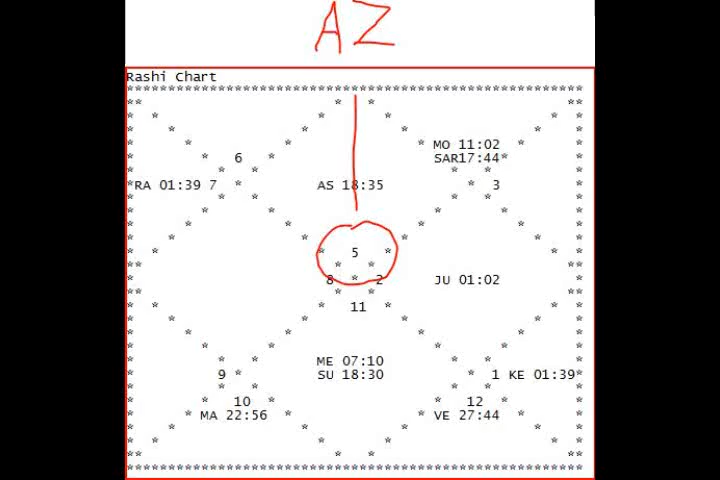 AZ
Rashi Chart
MO 11:02
6 SAR17:44
RA 01:39 7 AS 18:35 3
5
8 2 JU 01:02
11
ME 07:10
9 SU 18:30 1 KE 01:39
10 12
MA 22:56 VE 27:44